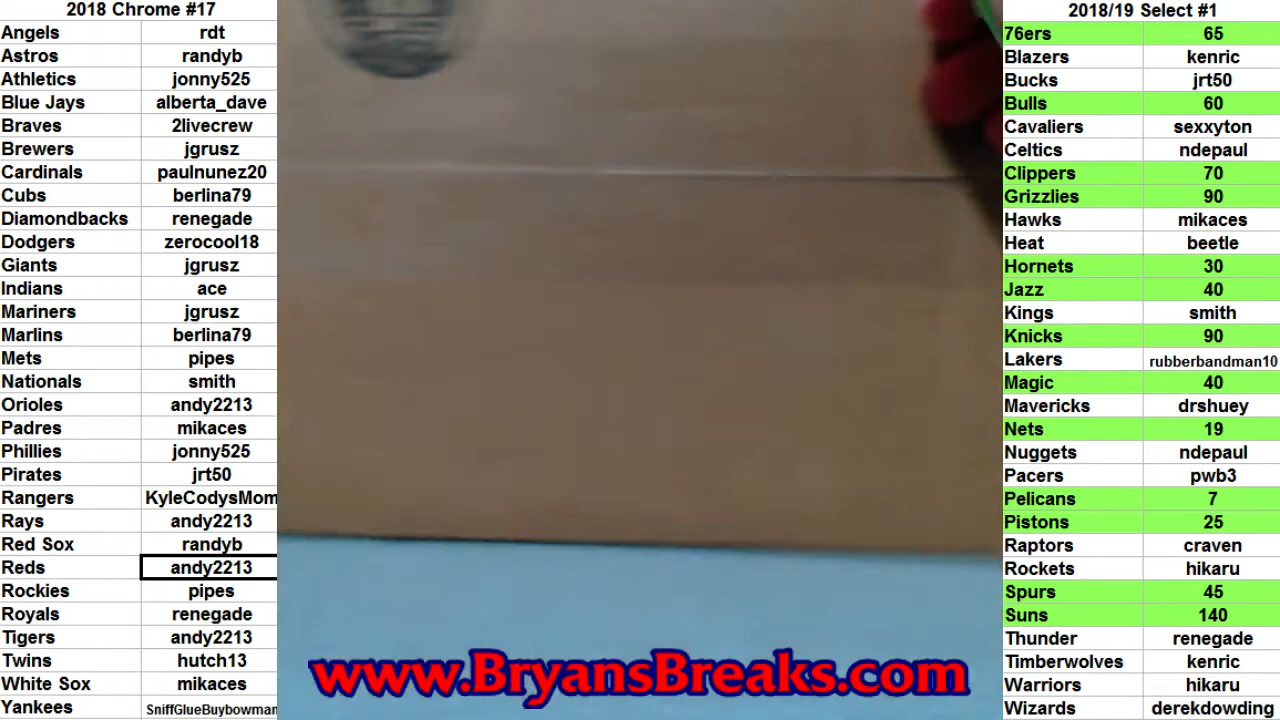 2018 Chrome #17
Angels rdt
Astros randyb
Athletics jonny525
Blue Jays alberta_dave
Braves 2livecrew
Brewers jgrusz
Cardinals paulnunez20
Cubs berlina79
Diamondbacks renegade
Dodgers zerocool18
Giants jgrusz
Indians ace
Mariners jgrusz
Marlins berlina79
Mets pipes
Nationals smith
Orioles andy2213
Padres mikaces
Phillies jonny525
Pirates jrt50
Rangers KyleCodysMom
Rays andy2213
Red Sox randyb
Reds andy2213
Rockies pipes
Royals renegade
Tigers andy2213
Twins hutch13
White Sox mikaces
Yankees SniffGlueBuybowman
www.BryansBreaks.com
2018/19 Select #1
76ers 65
Blazers kenric
Bucks jrt50
Bulls 60
Cavaliers sexxyton
Celtics ndepaul
Clippers 70
Grizzlies 90
Hawks mikaces
Heat beetle
Hornets 30
Jazz 40
Kings smith
Knicks 90
Lakers rubberbandman10
Magic 40
Mavericks drshuey
Nets 19
Nuggets ndepaul
Pacers pwb3
Pelicans 7
Pistons 25
Raptors craven
Rockets hikaru
Spurs 45
Suns 140
Thunder renegade
Timberwolves kenric
Warriors hikaru
Wizards derekdowding